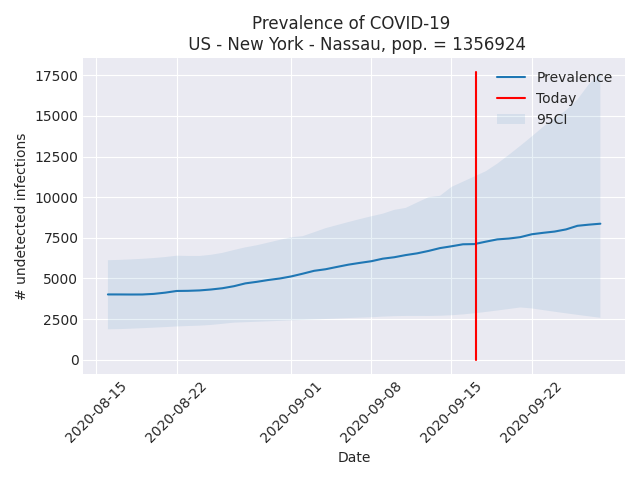 Prevalence of COVID-19
US - New York - Nassau, pop. = 1356924
17500
15000
12500
10000
7500
5000
2500
0
# undetected infections
Prevalence
Today
95CI
2020-08-15
2020-08-22
2020-09-01
2020-09-08
2020-09-15
2020-09-22
Date